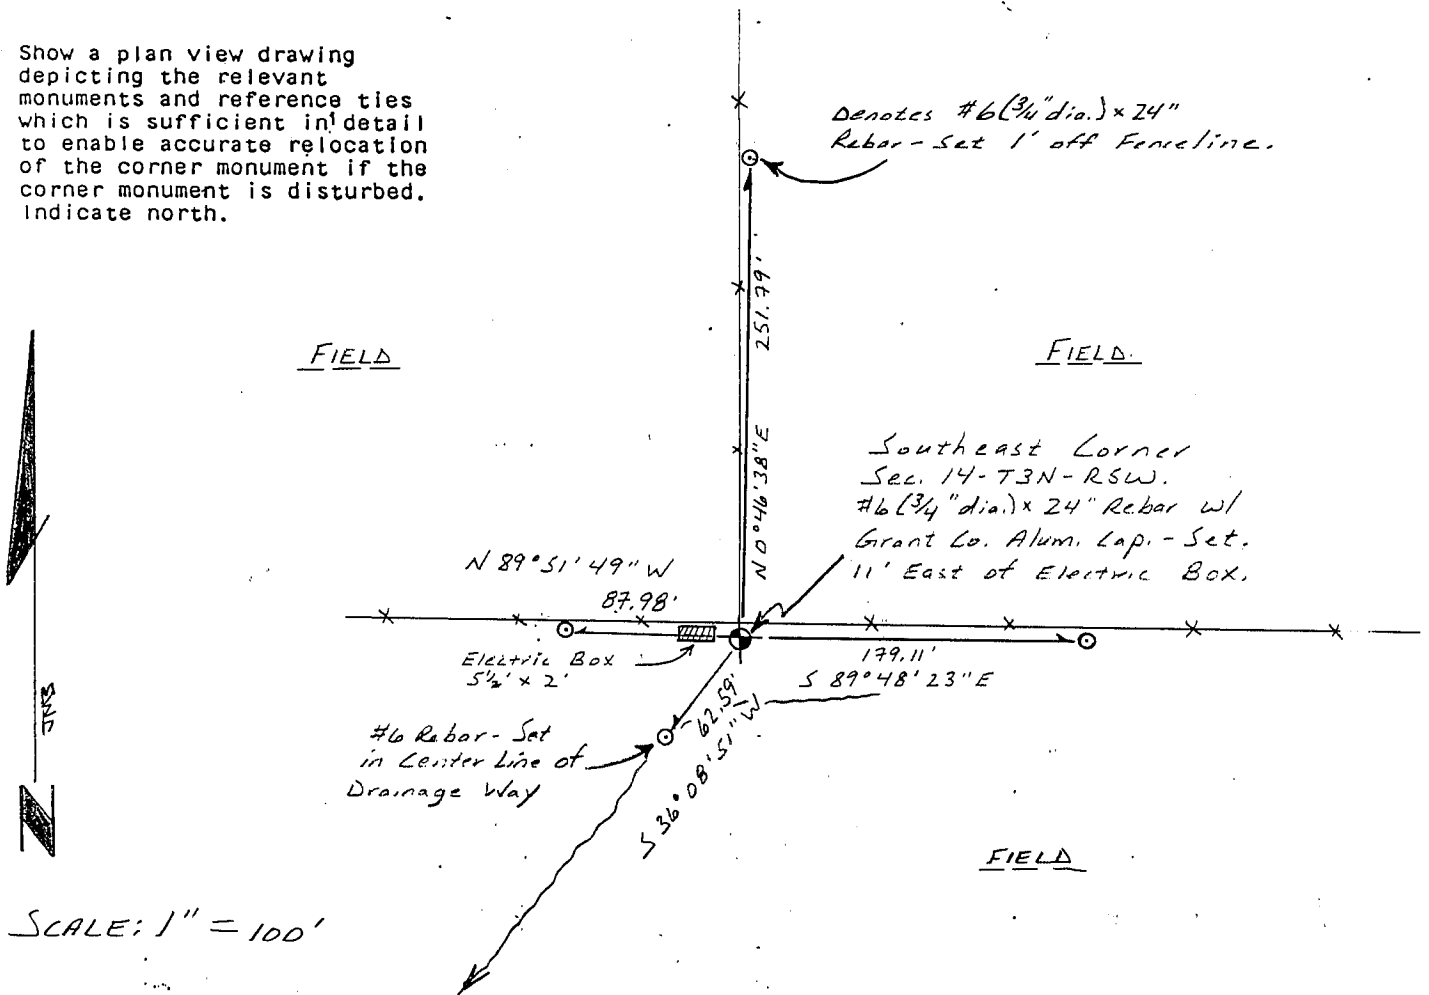 Show a plan view drawing
depicting the relevant
monuments and reference ties
which is sufficient in detail
to enable accurate relocation
of the corner monument if the
corner monument is disturbed.
Indicate north.
Denotes #6 (3/4" dia.) x 24"
Rebar - Set 1' off Fenceline.
251.79'
N 0°46'38" E
FIELD
FIELD.
Southeast Corner
Sec. 14-T3N-R5W.
#6 (3/4" dia.) x 24" Rebar w/
Grant Co. Alum. Cap. - Set.
11' East of Electric Box.
N 89°51'49" W
87.98'
Electric Box
5½' x 2'
179.11'
S 89°48'23" E
62.59'
S 36°08'51" W
#6 Rebar - Set
in Center Line of
Drainage Way
FIELD
N
SCALE: 1" = 100'